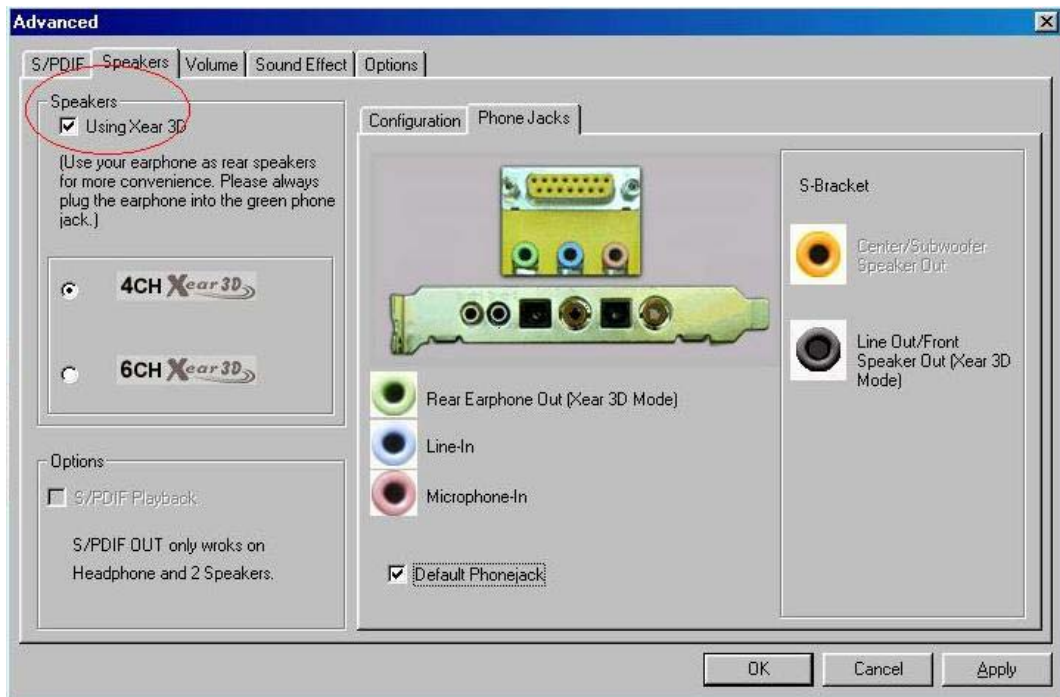 Advanced
S/PDIF
Speakers
Volume
Sound Effect
Options
Speakers
Using Xear 3D
(Use your earphone as rear speakers
for more convenience. Please always
plug the earphone into the green phone
jack.)
4CH Xear 3D
6CH Xear 3D
Options
S/PDIF Playback
S/PDIF OUT only wroks on
Headphone and 2 Speakers.
Configuration
Phone Jacks
Rear Earphone Out (Xear 3D Mode)
Line-In
Microphone-In
Default Phonejack
S-Bracket
Center/Subwoofer
Speaker Out
Line Out/Front
Speaker Out (Xear 3D
Mode)
OK
Cancel
Apply